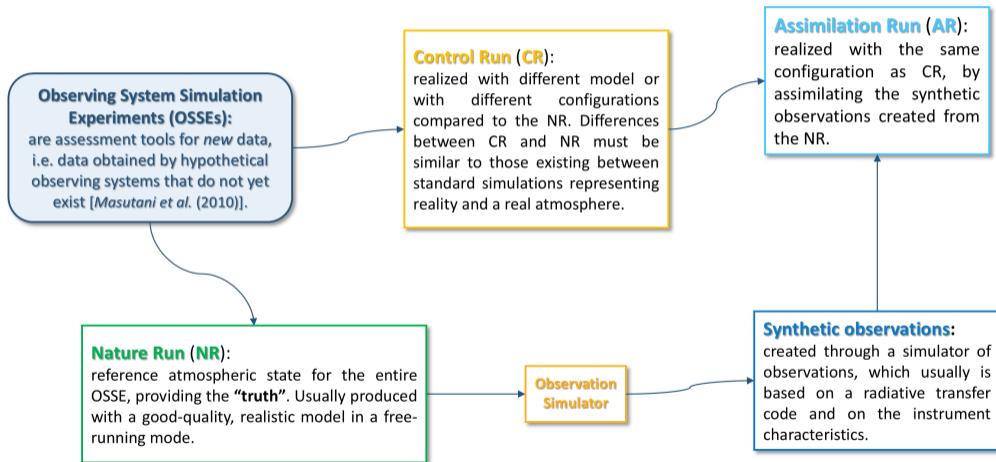 Observing System Simulation
Experiments (OSSEs):
are assessment tools for new data,
i.e. data obtained by hypothetical
observing systems that do not yet
exist [Masutani et al. (2010)].
Control Run (CR):
realized with different model or
with different configurations
compared to the NR. Differences
between CR and NR must be
similar to those existing between
standard simulations representing
reality and a real atmosphere.
Assimilation Run (AR):
realized with the same
configuration as CR, by
assimilating the synthetic
observations created from
the NR.
Nature Run (NR):
reference atmospheric state for the entire
OSSE, providing the “truth”. Usually produced
with a good-quality, realistic model in a free-
running mode.
Observation
Simulator
Synthetic observations:
created through a simulator of
observations, which usually is
based on a radiative transfer
code and on the instrument
characteristics.